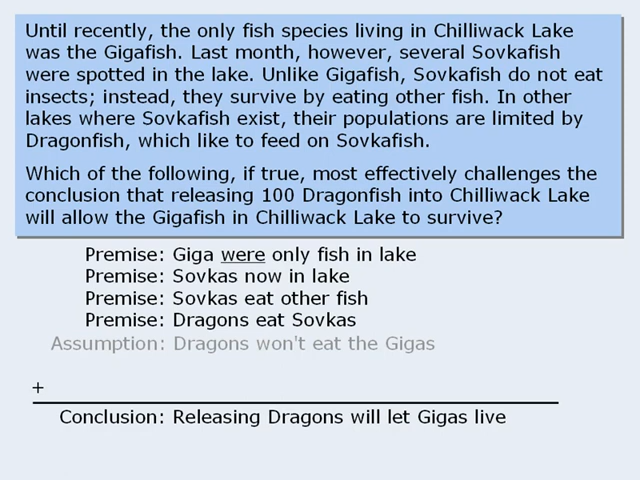 Until recently, the only fish species living in Chilliwack Lake
was the Gigafish. Last month, however, several Sovkafish
were spotted in the lake. Unlike Gigafish, Sovkafish do not eat
insects; instead, they survive by eating other fish. In other
lakes where Sovkafish exist, their populations are limited by
Dragonfish, which like to feed on Sovkafish.
Which of the following, if true, most effectively challenges the
conclusion that releasing 100 Dragonfish into Chilliwack Lake
will allow the Gigafish in Chilliwack Lake to survive?
Premise: Giga were only fish in lake
Premise: Sovkas now in lake
Premise: Sovkas eat other fish
Premise: Dragons eat Sovkas
Assumption: Dragons won't eat the Gigas
+
Conclusion: Releasing Dragons will let Gigas live